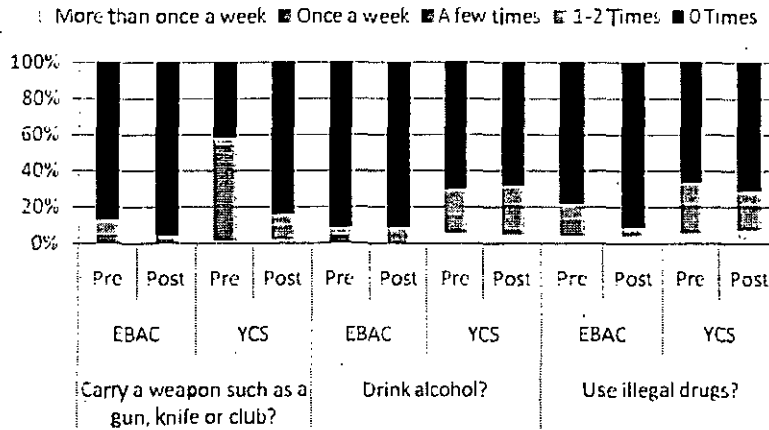 More than once a week Once a week A few times 1-2 Times 0 Times
100%
80%
60%
40%
20%
0%
Pre Post Pre Post Pre Post Pre Post Pre Post Pre Post
EBAC YCS EBAC YCS EBAC YCS
Carry a weapon such as a Drink alcohol? Use illegal drugs?
gun, knife or club?